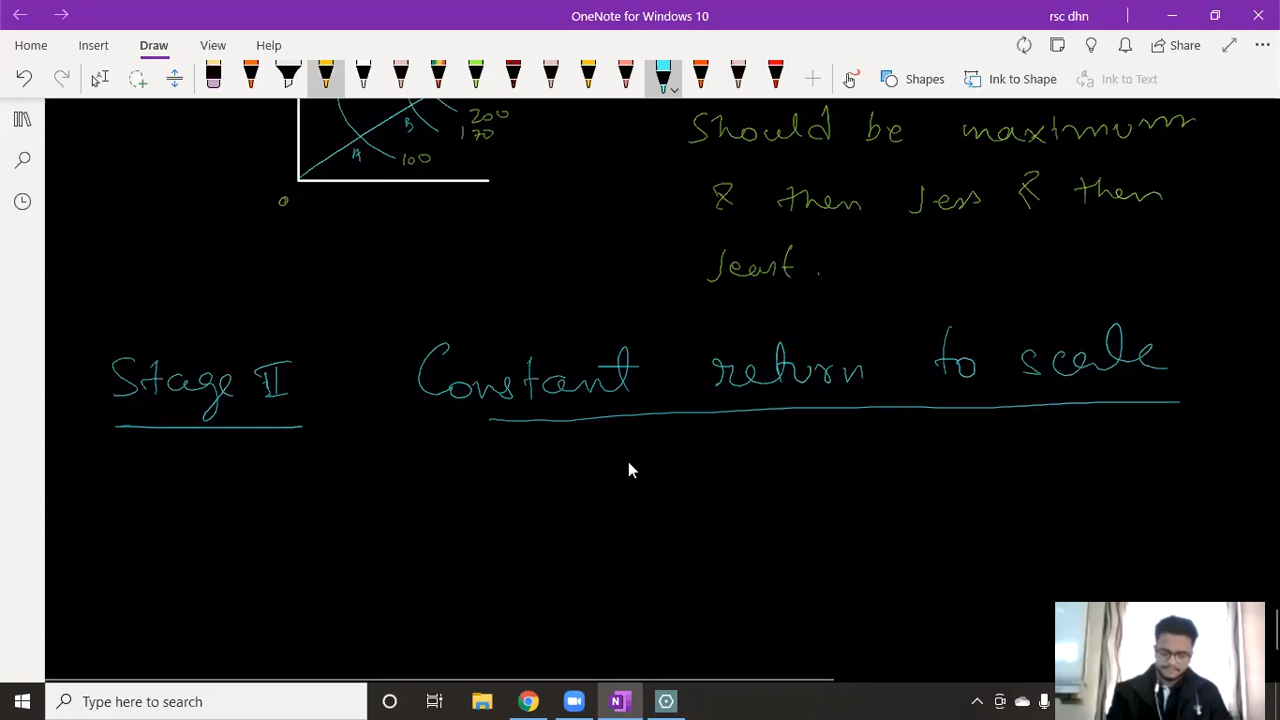 OneNote for Windows 10
rsc dhn
Home Insert Draw View Help
Share
Shapes
Ink to Shape
Ink to Text
200
170
B
A
100
0
Should be maximum
& then less & then
least.
Stage II Constant return to scale
Type here to search